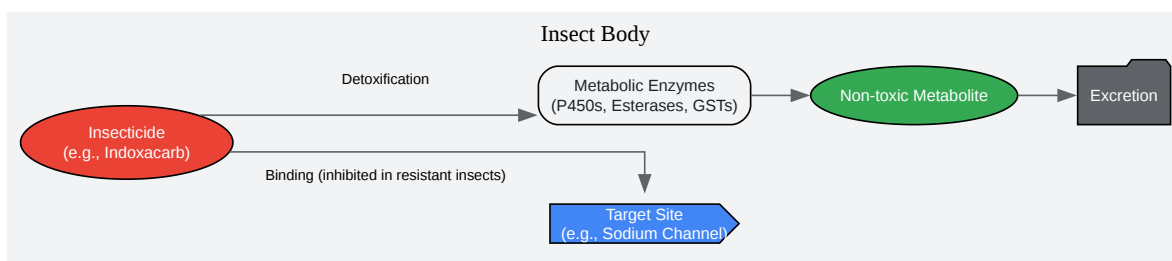 Insect Body
Detoxification
Metabolic Enzymes
(P450s, Esterases, GSTs)
Non-toxic Metabolite
Excretion
Insecticide
(e.g., Indoxacarb)
Binding (inhibited in resistant insects)
Target Site
(e.g., Sodium Channel)